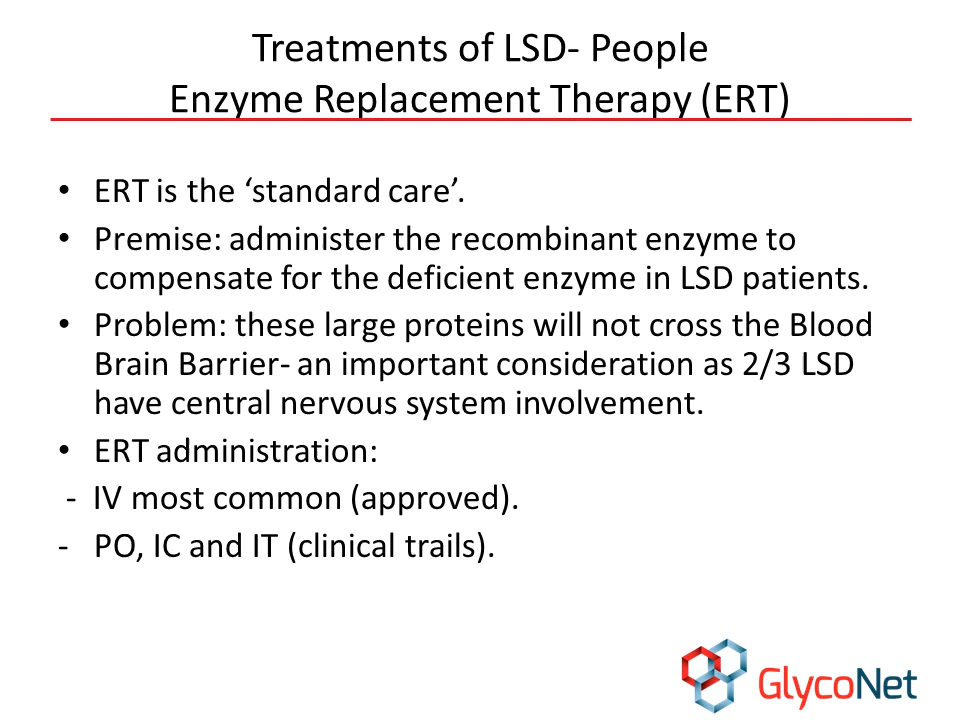 Treatments of LSD- People
Enzyme Replacement Therapy (ERT)
• ERT is the ‘standard care’.
• Premise: administer the recombinant enzyme to
compensate for the deficient enzyme in LSD patients.
• Problem: these large proteins will not cross the Blood
Brain Barrier- an important consideration as 2/3 LSD
have central nervous system involvement.
• ERT administration:
- IV most common (approved).
- PO, IC and IT (clinical trails).
GlycoNet